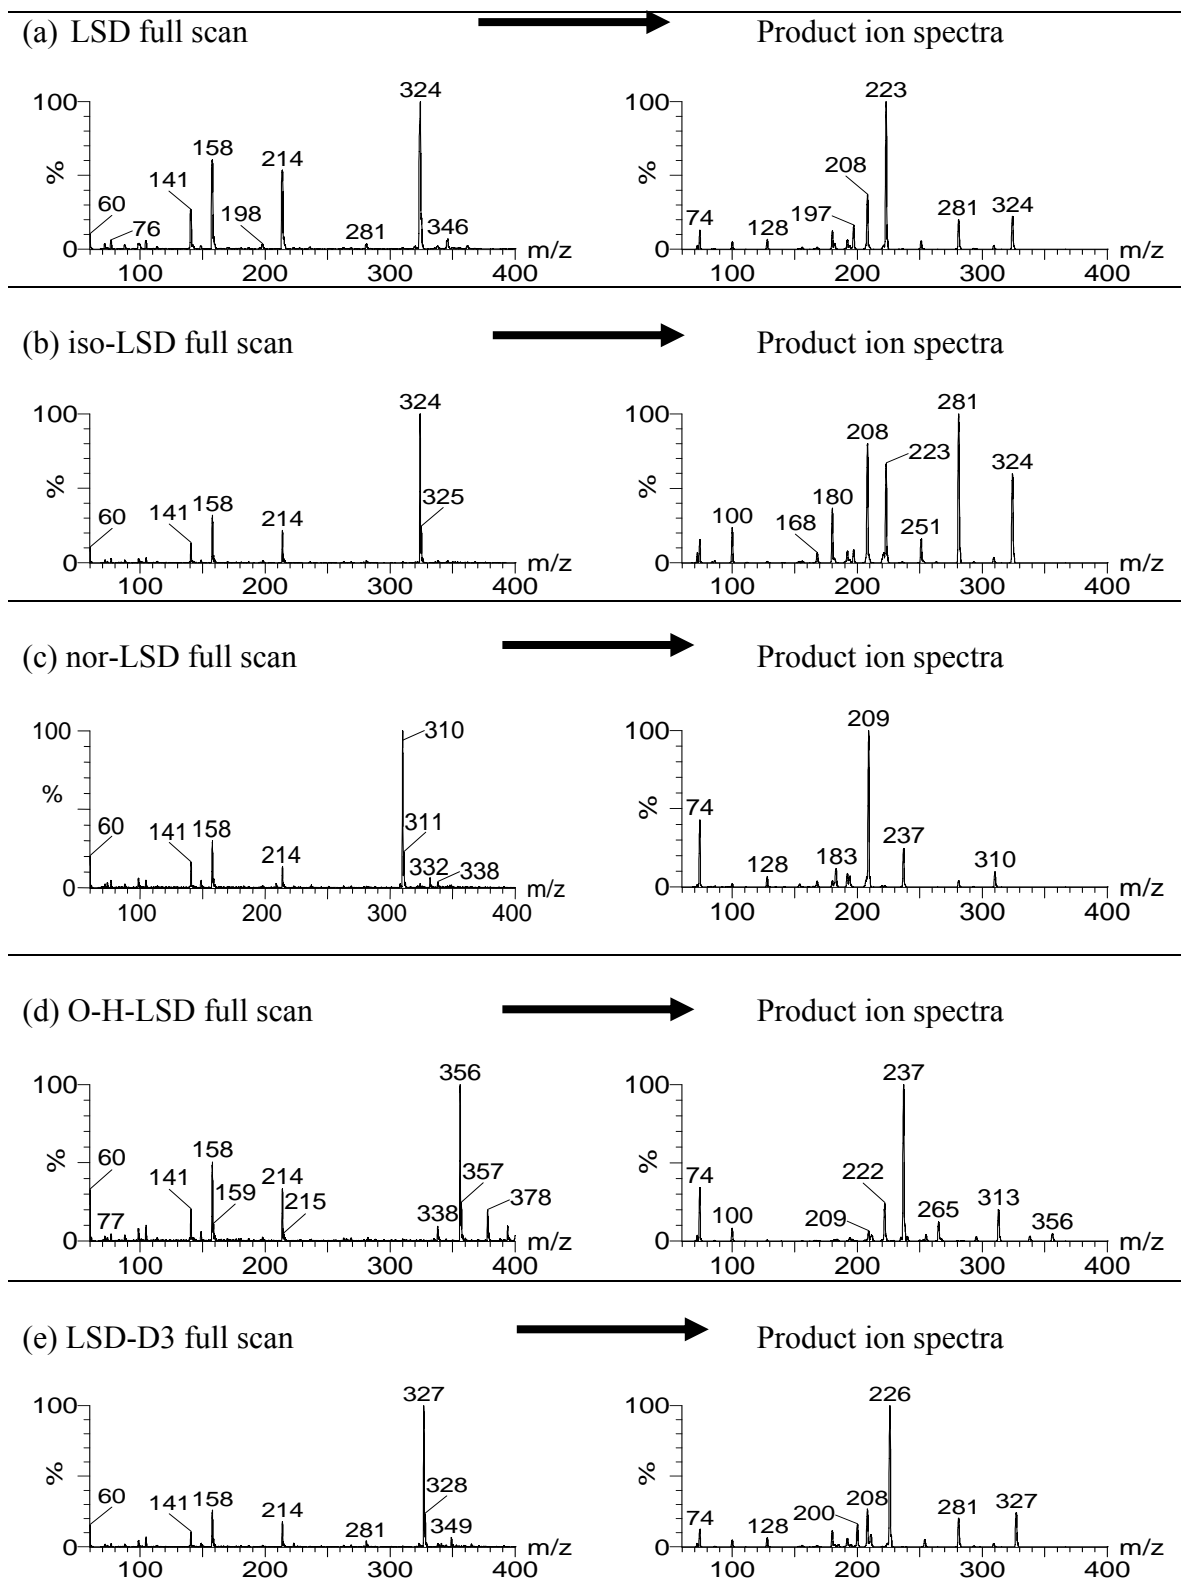 (a) LSD full scan Product ion spectra
100 324 100 223
158 214 208
% 141 %
60 76 198 281 346 74 128 197 281 324
0 m/z 0 m/z
100 200 300 400 100 200 300 400
(b) iso-LSD full scan Product ion spectra
100 324 100 281
208 223 324
% 325 % 180
60 141 158 214 100 168 251
0 m/z 0 m/z
100 200 300 400 100 200 300 400
(c) nor-LSD full scan Product ion spectra
100 310 100 209
% 311 % 74
60 141 158 214 332 338 128 183 237 310
0 m/z 0 m/z
100 200 300 400 100 200 300 400
(d) O-H-LSD full scan Product ion spectra
100 356 100 237
% 158 %
60 141 159 214 357 74 222
77 215 338 378 100 209 265 313 356
0 m/z 0 m/z
100 200 300 400 100 200 300 400
(e) LSD-D3 full scan Product ion spectra
100 327 100 226
% 328 %
60 141 158 214 281 349 74 128 200 208 281 327
0 m/z 0 m/z
100 200 300 400 100 200 300 400